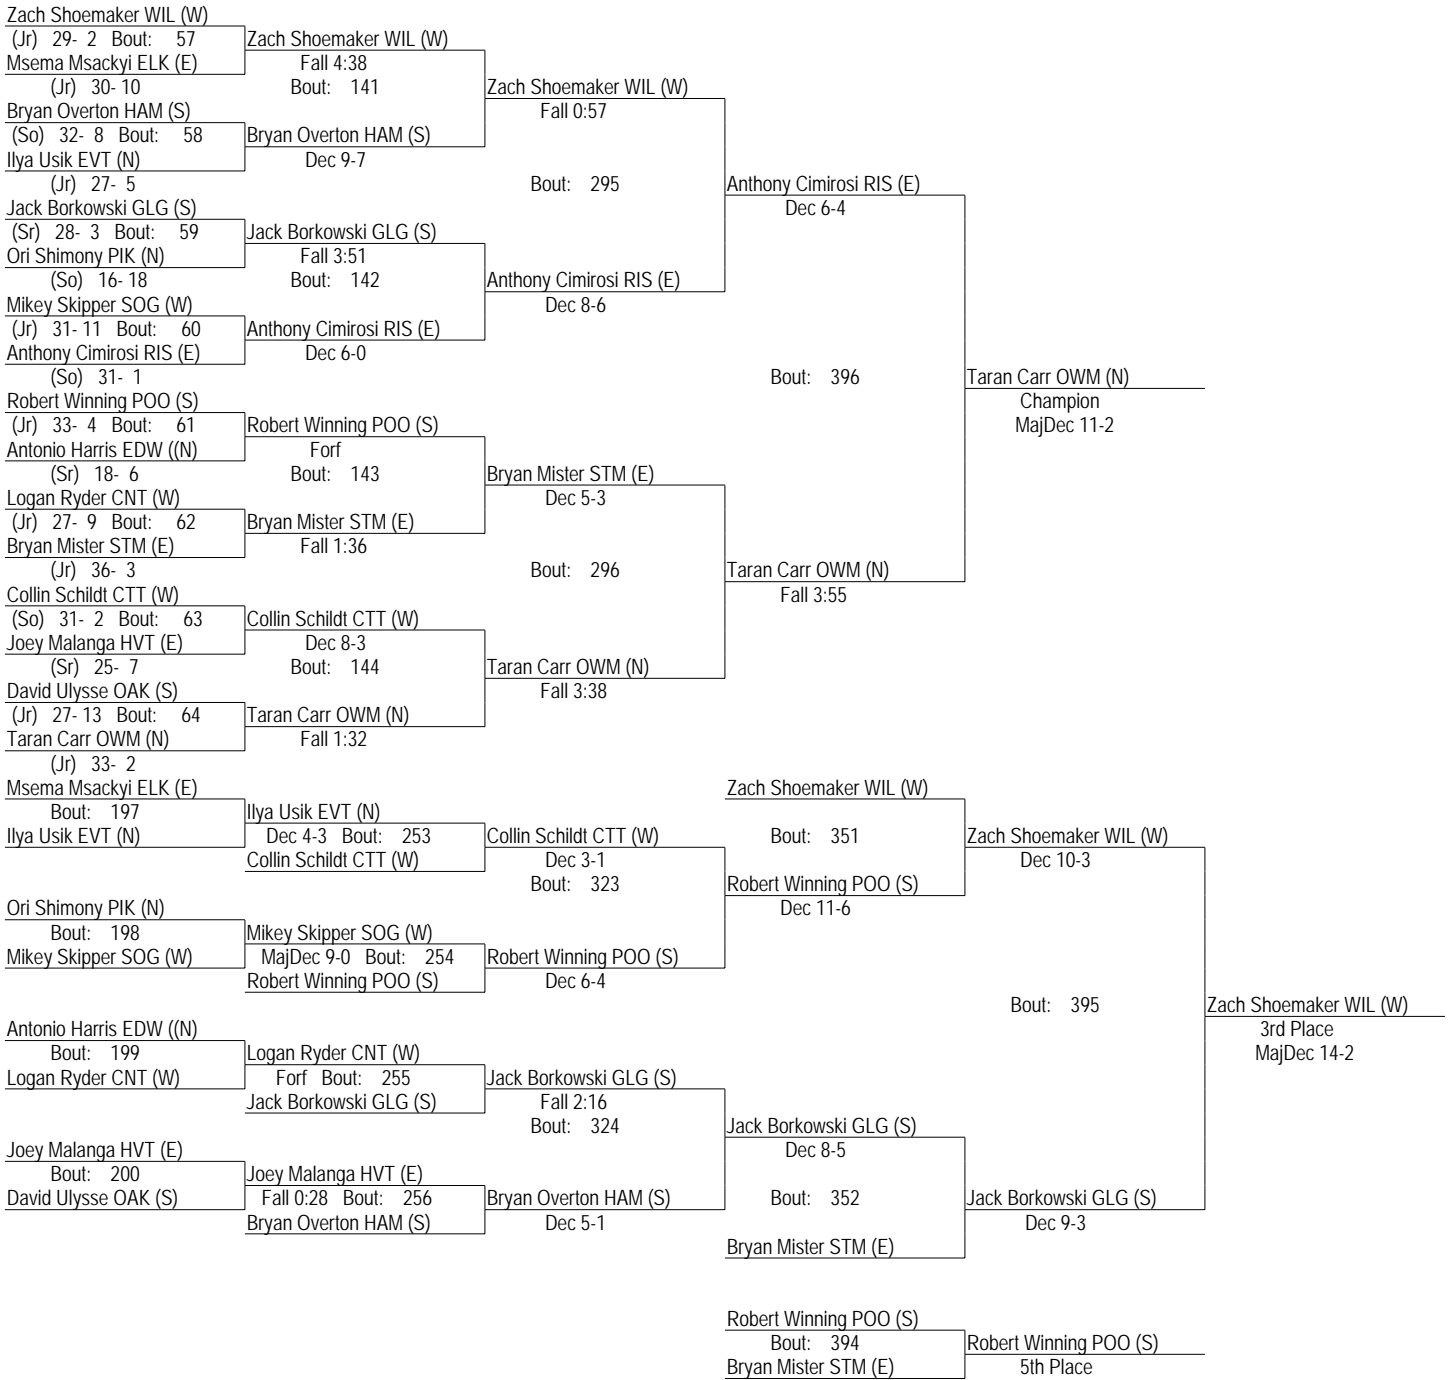 Zach Shoemaker WIL (W)
(Jr) 29- 2 Bout: 57
Zach Shoemaker WIL (W)
Msema Msackyi ELK (E)
Fall 4:38
(Jr) 30- 10
Bout: 141
Zach Shoemaker WIL (W)
Bryan Overton HAM (S)
Fall 0:57
(So) 32- 8 Bout: 58
Bryan Overton HAM (S)
Ilya Usik EVT (N)
Dec 9-7
(Jr) 27- 5
Bout: 295
Anthony Cimirosi RIS (E)
Jack Borkowski GLG (S)
Dec 6-4
(Sr) 28- 3 Bout: 59
Jack Borkowski GLG (S)
Ori Shimony PIK (N)
Fall 3:51
(So) 16- 18
Bout: 142
Anthony Cimirosi RIS (E)
Mikey Skipper SOG (W)
Dec 8-6
(Jr) 31- 11 Bout: 60
Anthony Cimirosi RIS (E)
Anthony Cimirosi RIS (E)
Dec 6-0
(So) 31- 1
Bout: 396
Taran Carr OWM (N)
Robert Winning POO (S)
Champion
(Jr) 33- 4 Bout: 61
Robert Winning POO (S)
MajDec 11-2
Antonio Harris EDW ((N)
Forf
(Sr) 18- 6
Bout: 143
Bryan Mister STM (E)
Logan Ryder CNT (W)
Dec 5-3
(Jr) 27- 9 Bout: 62
Bryan Mister STM (E)
Bryan Mister STM (E)
Fall 1:36
(Jr) 36- 3
Bout: 296
Taran Carr OWM (N)
Collin Schildt CTT (W)
Fall 3:55
(So) 31- 2 Bout: 63
Collin Schildt CTT (W)
Joey Malanga HVT (E)
Dec 8-3
(Sr) 25- 7
Bout: 144
Taran Carr OWM (N)
David Ulysse OAK (S)
Fall 3:38
(Jr) 27- 13 Bout: 64
Taran Carr OWM (N)
Taran Carr OWM (N)
Fall 1:32
(Jr) 33- 2
Msema Msackyi ELK (E)
Zach Shoemaker WIL (W)
Bout: 197
Ilya Usik EVT (N)
Ilya Usik EVT (N)
Dec 4-3 Bout: 253
Collin Schildt CTT (W)
Bout: 351
Zach Shoemaker WIL (W)
Collin Schildt CTT (W)
Dec 3-1
Dec 10-3
Bout: 323
Robert Winning POO (S)
Ori Shimony PIK (N)
Dec 11-6
Bout: 198
Mikey Skipper SOG (W)
Mikey Skipper SOG (W)
MajDec 9-0 Bout: 254
Robert Winning POO (S)
Robert Winning POO (S)
Dec 6-4
Bout: 395
Zach Shoemaker WIL (W)
Antonio Harris EDW ((N)
3rd Place
Bout: 199
Logan Ryder CNT (W)
MajDec 14-2
Logan Ryder CNT (W)
Forf Bout: 255
Jack Borkowski GLG (S)
Jack Borkowski GLG (S)
Fall 2:16
Bout: 324
Jack Borkowski GLG (S)
Joey Malanga HVT (E)
Dec 8-5
Bout: 200
Joey Malanga HVT (E)
David Ulysse OAK (S)
Fall 0:28 Bout: 256
Bryan Overton HAM (S)
Bout: 352
Jack Borkowski GLG (S)
Bryan Overton HAM (S)
Dec 5-1
Dec 9-3
Bryan Mister STM (E)
Robert Winning POO (S)
Bout: 394
Robert Winning POO (S)
Bryan Mister STM (E)
5th Place